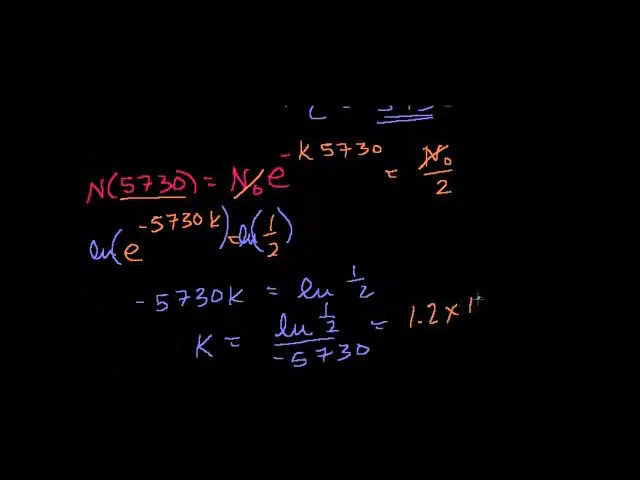 N(5730) = N₀e^(-K 5730) = N₀/2
ln(e^(-5730k)) = ln(1/2)
-5730K = ln 1/2
K = (ln 1/2)/(-5730) = 1.2 × 1